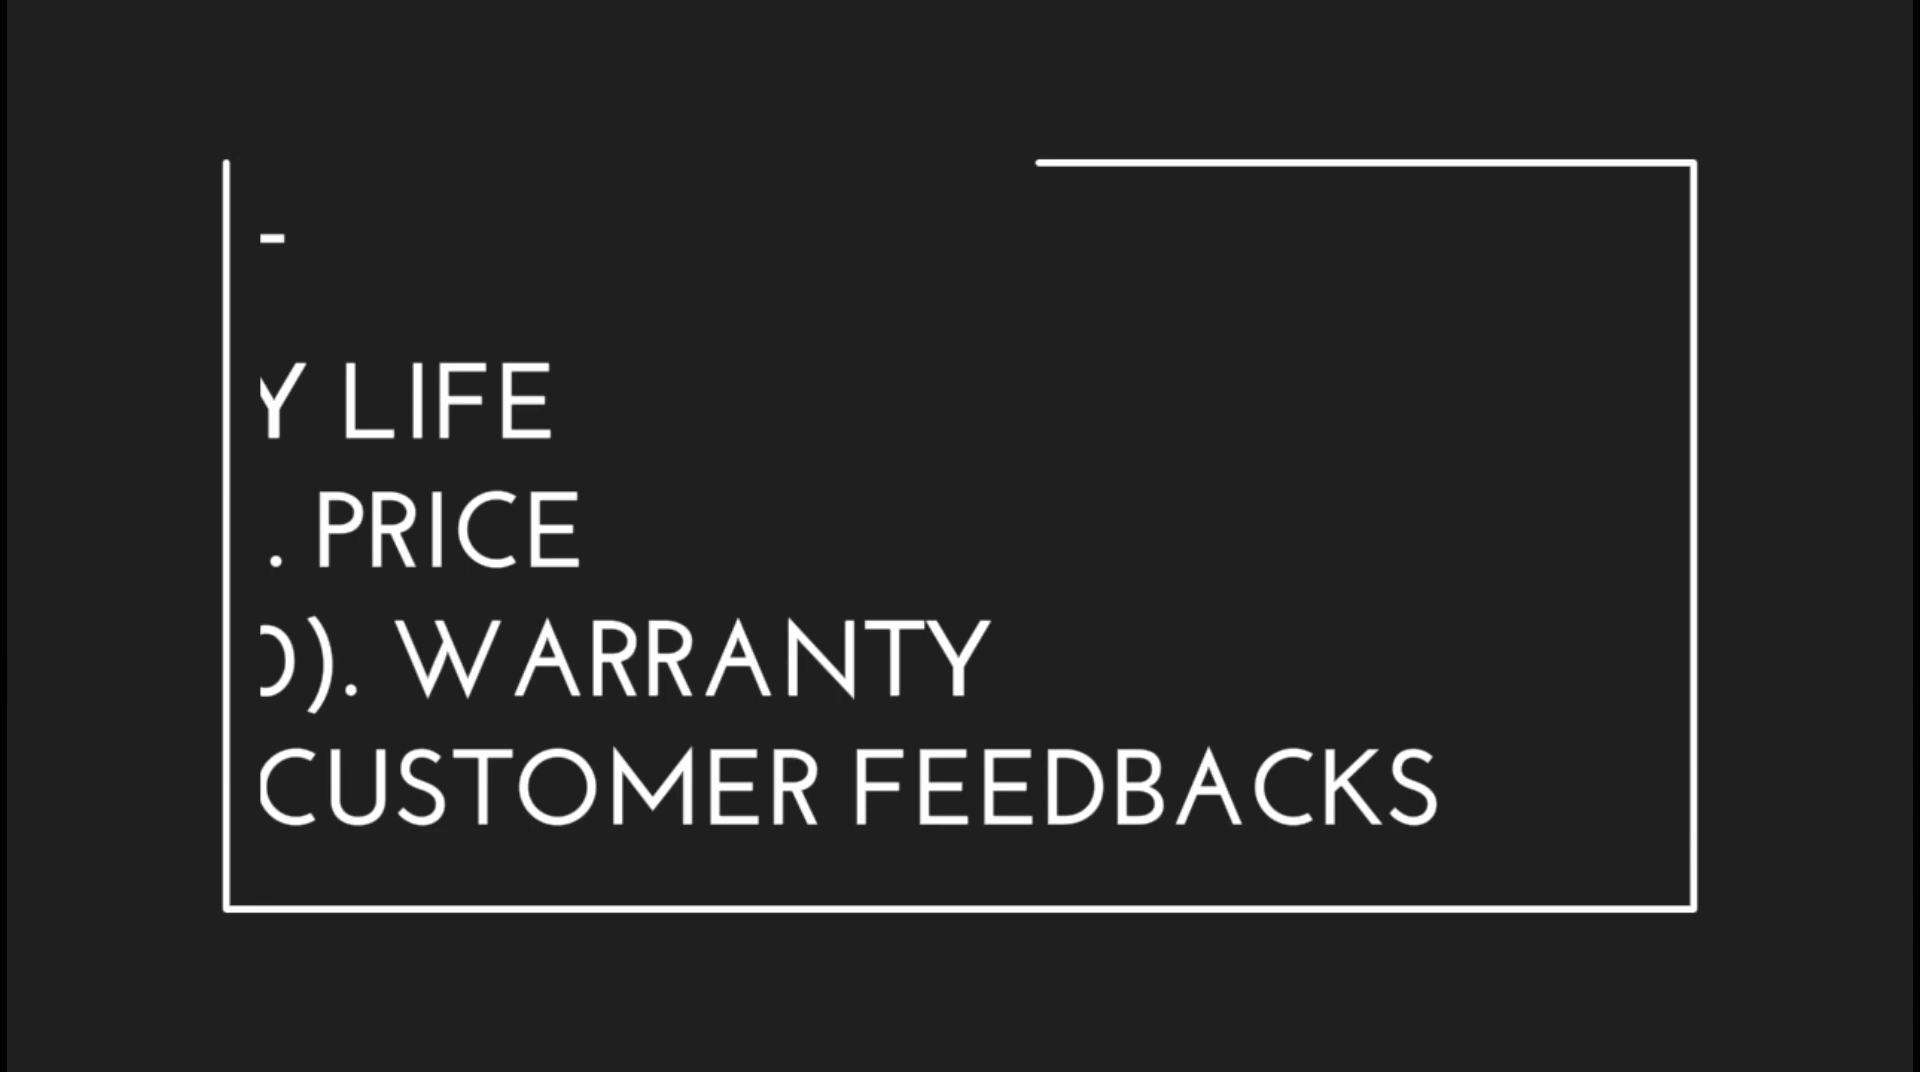 -
Y LIFE
. PRICE
). WARRANTY
CUSTOMER FEEDBACKS